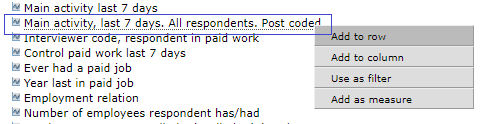 Main activity last 7 days
Main activity, last 7 days. All respondents. Post coded
Interviewer code, respondent in paid work
Control paid work last 7 days
Ever had a paid job
Year last in paid job
Employment relation
Number of employees respondent has/had
Add to row
Add to column
Use as filter
Add as measure